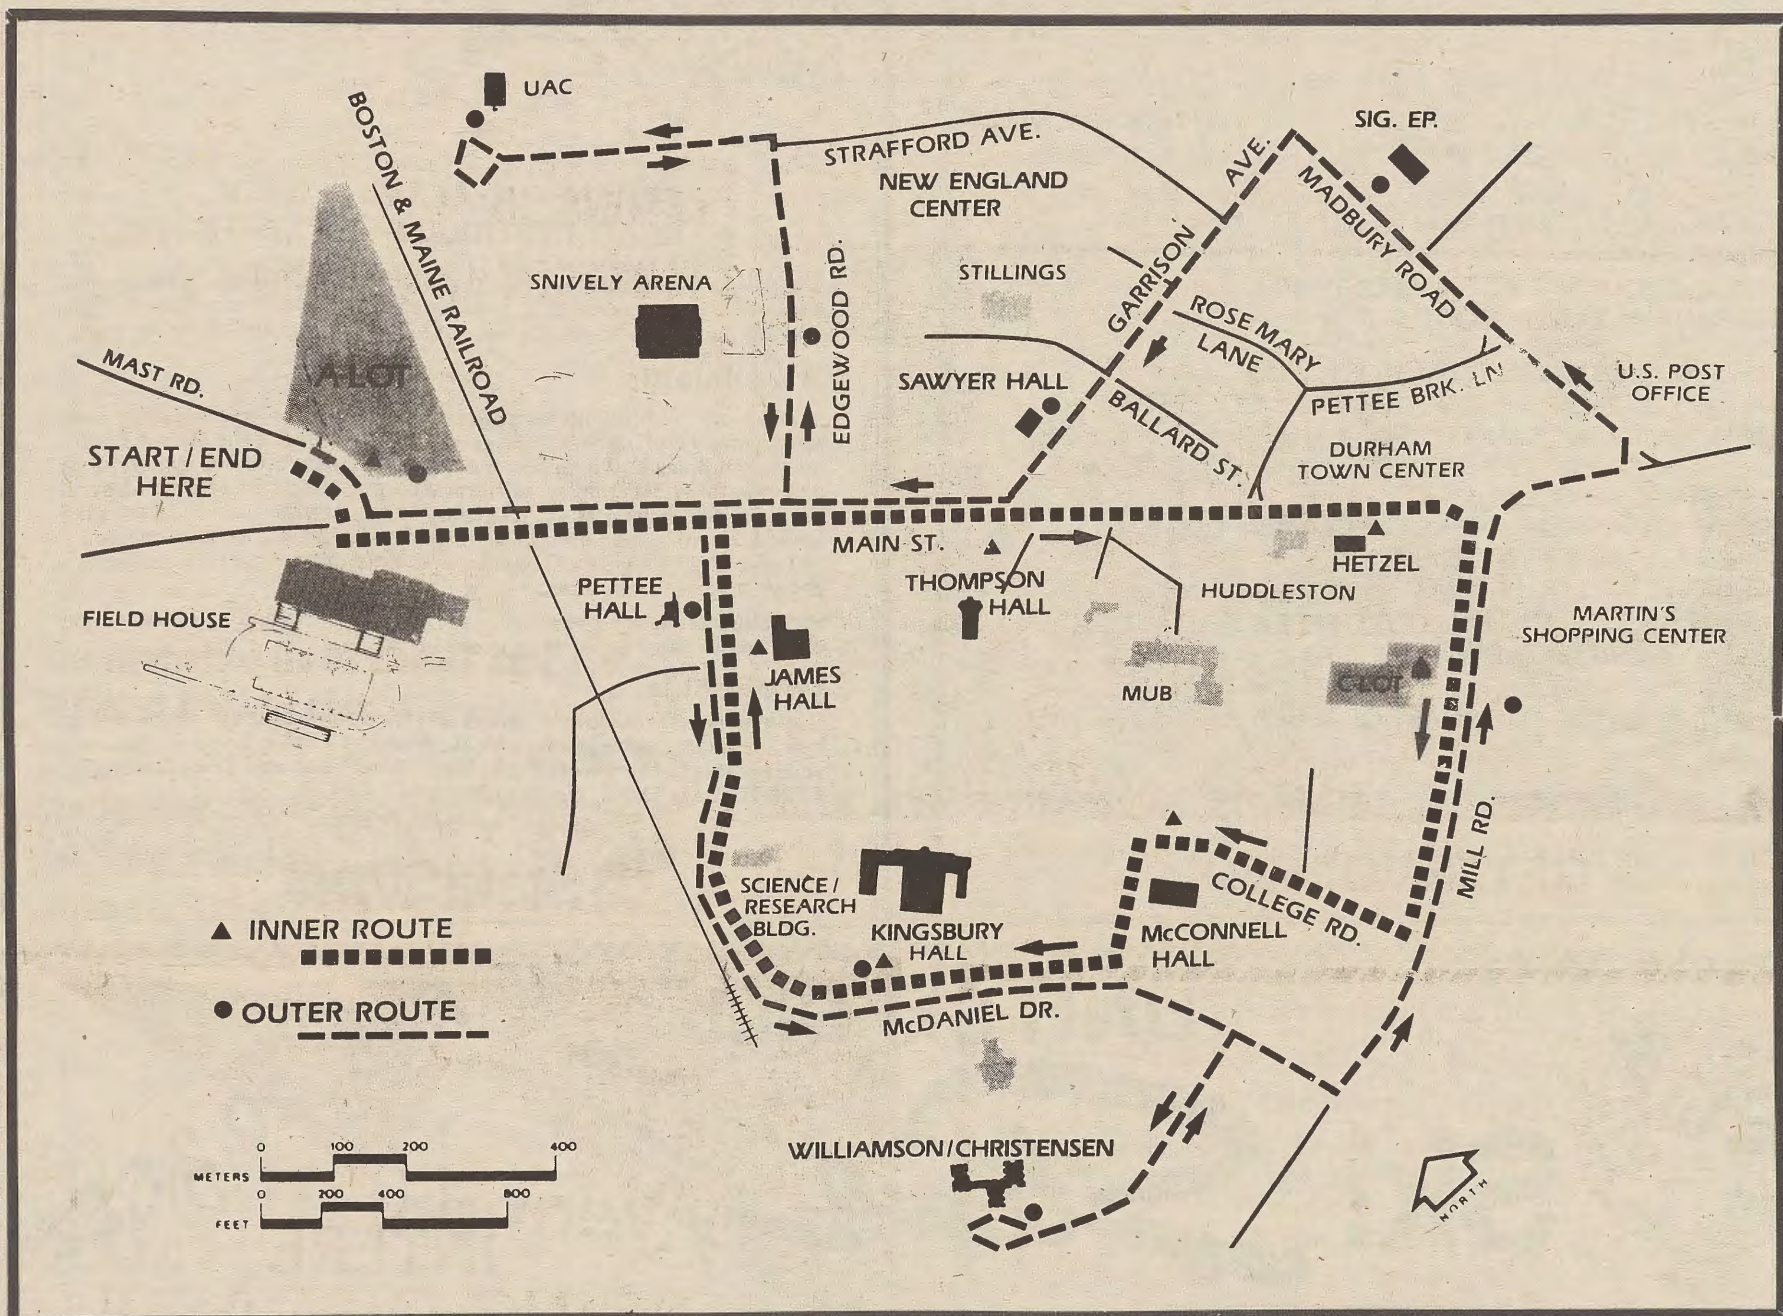 UAC
BOSTON & MAINE RAILROAD
STRAFFORD AVE.
NEW ENGLAND
CENTER
GARRISON AVE.
SIG. EP.
MADBURY ROAD
SNIVELY ARENA
EDGEWOOD RD.
STILLINGS
ROSE MARY
LANE
MAST RD.
A-LOT
SAWYER HALL
BALLARD ST.
PETTEE BRK. LN
U.S. POST
OFFICE
START / END
HERE
DURHAM
TOWN CENTER
MAIN ST.
HETZEL
PETTEE
HALL
THOMPSON
HALL
HUDDLESTON
FIELD HOUSE
MARTIN'S
SHOPPING CENTER
JAMES
HALL
MUB
C-LOT
MILL RD.
SCIENCE /
RESEARCH
BLDG.
KINGSBURY
HALL
COLLEGE RD.
McCONNELL
HALL
INNER ROUTE
OUTER ROUTE
McDANIEL DR.
WILLIAMSON/CHRISTENSEN
0 100 200 400
METERS
0 200 400 800
FEET
NORTH